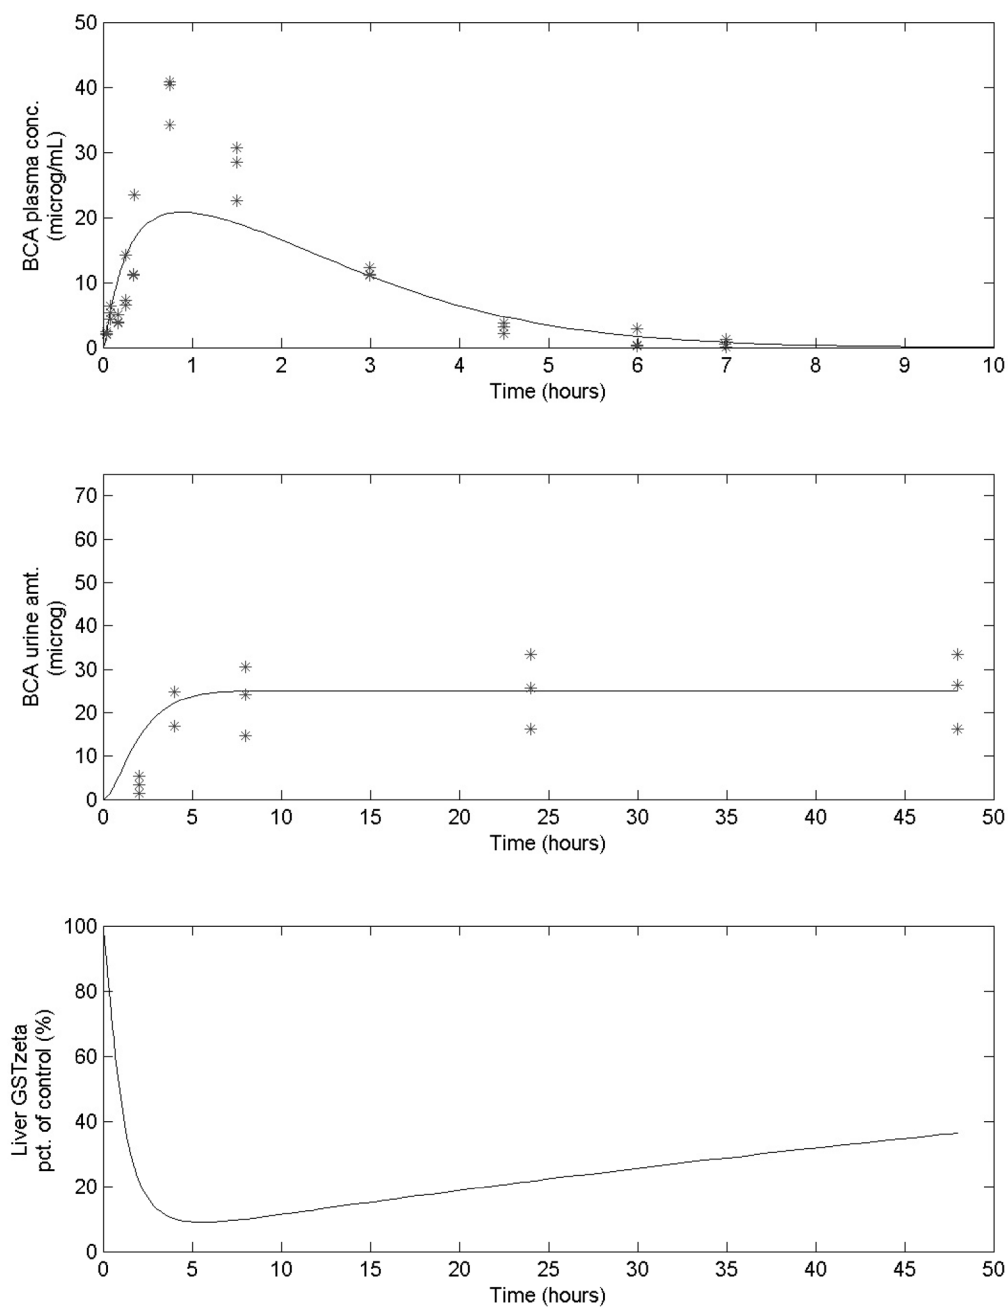 50
40
30
20
10
0
BCA plasma conc.
(microg/mL)
0 1 2 3 4 5 6 7 8 9 10
Time (hours)
70
60
50
40
30
20
10
0
BCA urine amt.
(microg)
0 5 10 15 20 25 30 35 40 45 50
Time (hours)
100
80
60
40
20
0
Liver GSTzeta
pct. of control (%)
0 5 10 15 20 25 30 35 40 45 50
Time (hours)